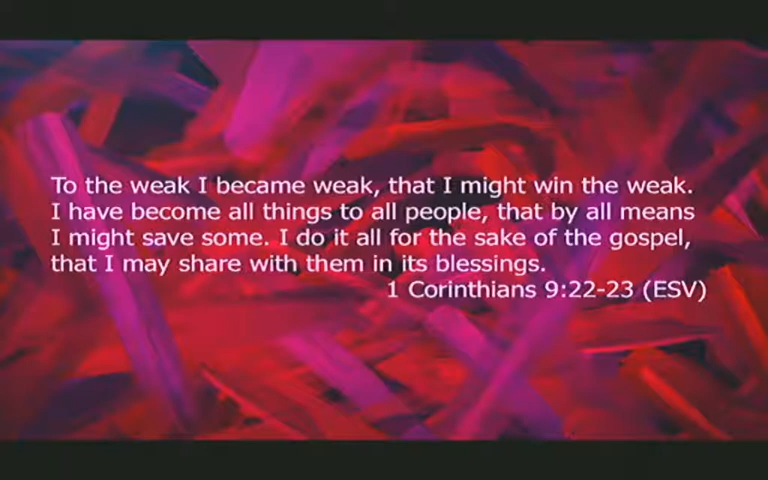 To the weak I became weak, that I might win the weak.
I have become all things to all people, that by all means
I might save some. I do it all for the sake of the gospel,
that I may share with them in its blessings.
1 Corinthians 9:22-23 (ESV)